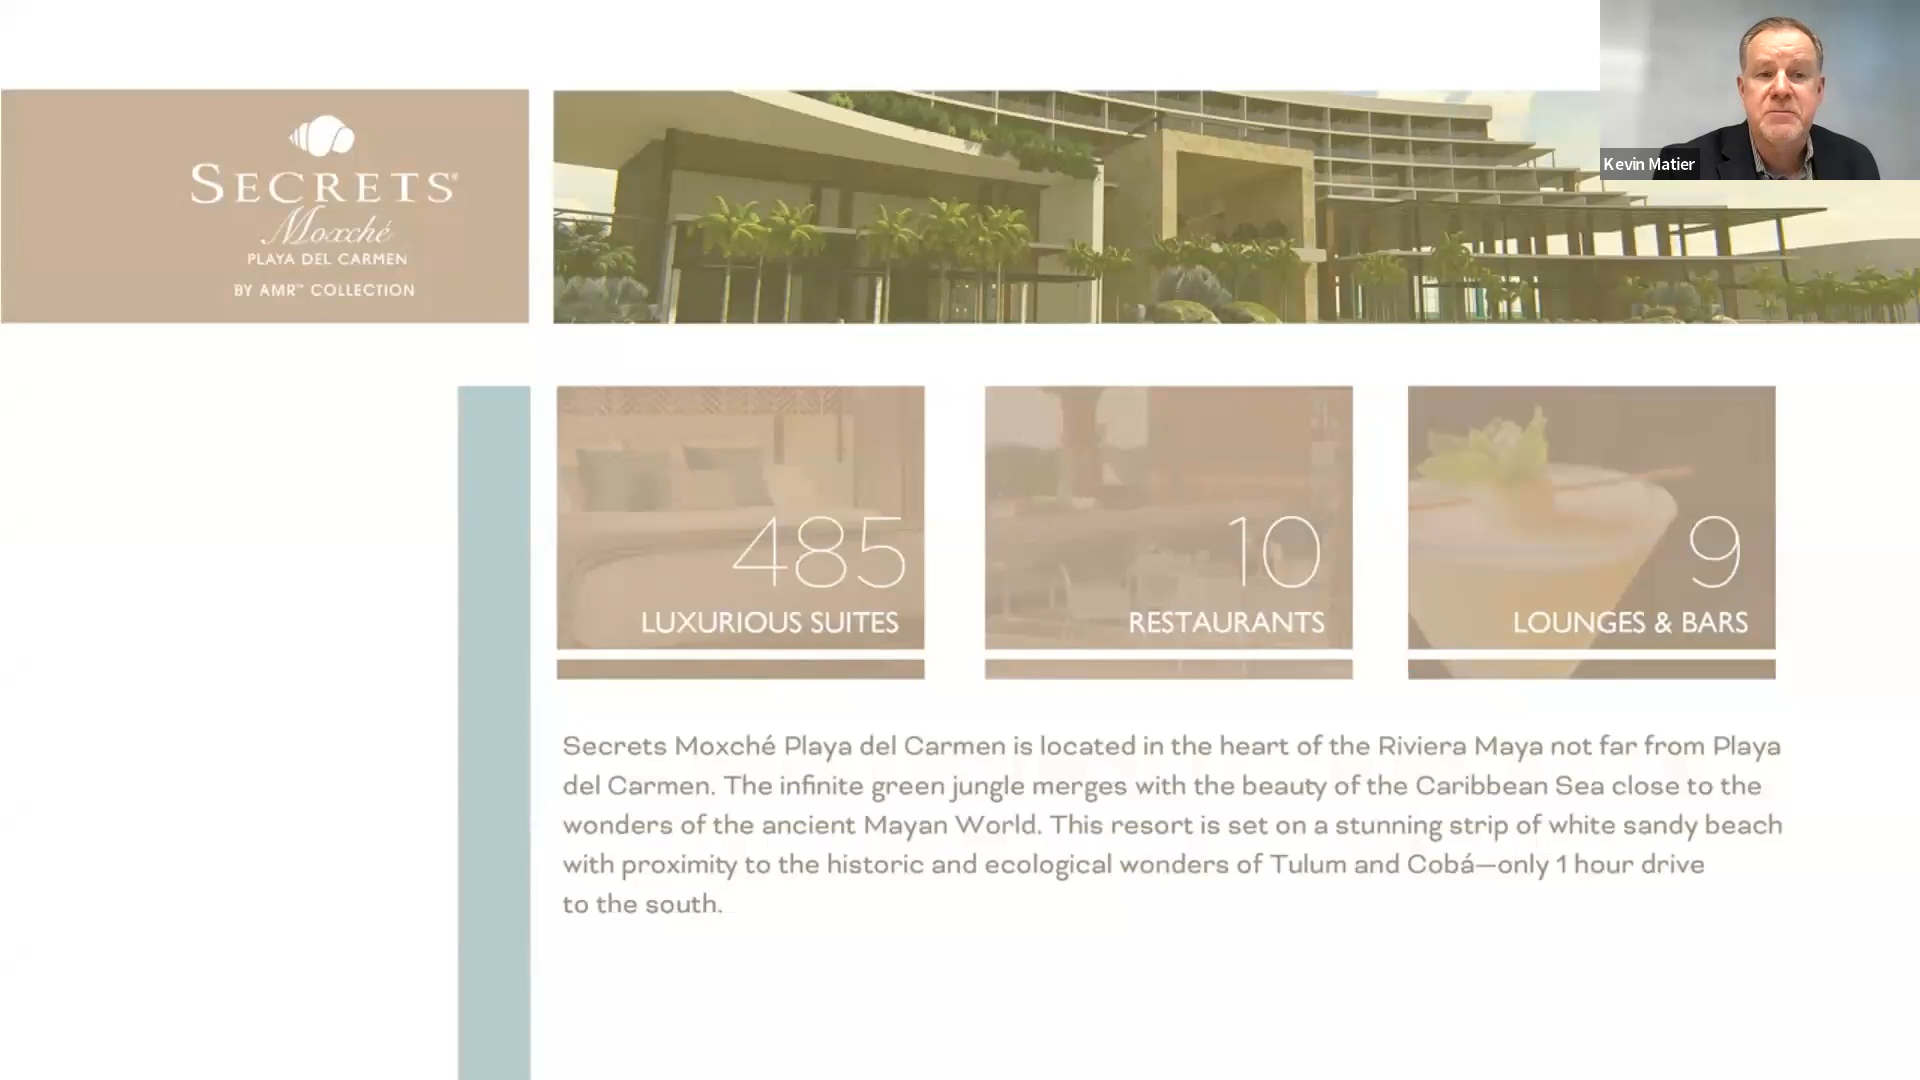 SECRETS®
Moxché
PLAYA DEL CARMEN
BY AMR™ COLLECTION
Kevin Matier
485
LUXURIOUS SUITES
10
RESTAURANTS
9
LOUNGES & BARS
Secrets Moxché Playa del Carmen is located in the heart of the Riviera Maya not far from Playa
del Carmen. The infinite green jungle merges with the beauty of the Caribbean Sea close to the
wonders of the ancient Mayan World. This resort is set on a stunning strip of white sandy beach
with proximity to the historic and ecological wonders of Tulum and Cobá—only 1 hour drive
to the south.